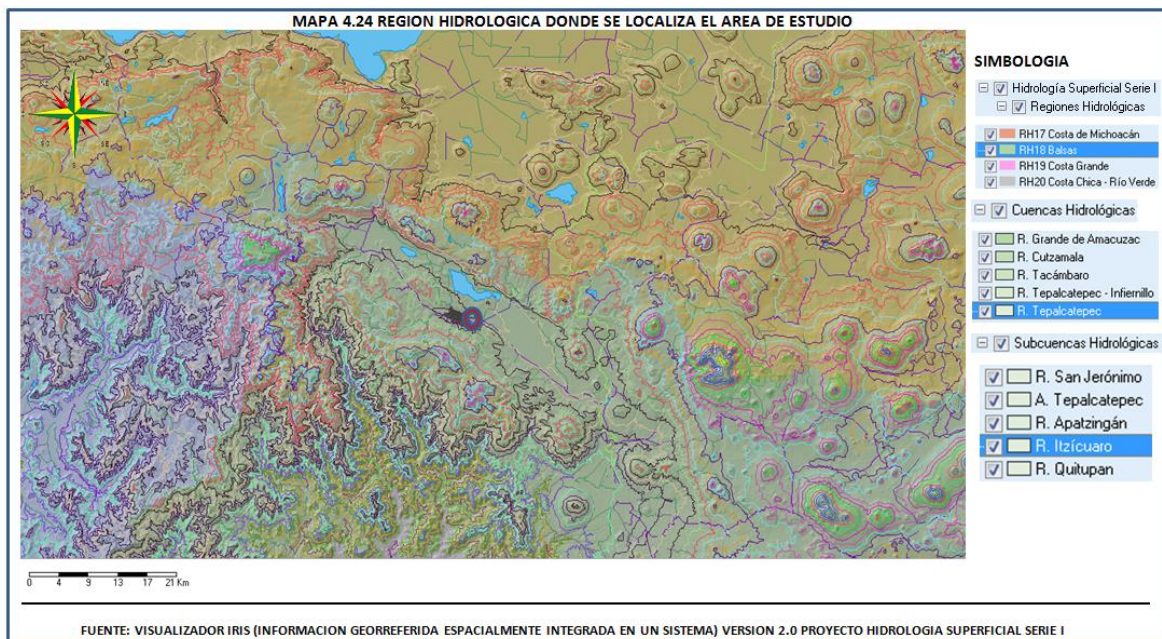 MAPA 4.24 REGION HIDROLOGICA DONDE SE LOCALIZA EL AREA DE ESTUDIO
SIMBOLOGIA
Hidrología Superficial Serie I
Regiones Hidrológicas
RH17 Costa de Michoacán
RH18 Balsas
RH19 Costa Grande
RH20 Costa Chica - Río Verde
Cuencas Hidrológicas
R. Grande de Amacuzac
R. Cutzamala
R. Tacámbaro
R. Tepalcatepec - Infiernillo
R. Tepalcatepec
Subcuencas Hidrológicas
R. San Jerónimo
A. Tepalcatepec
R. Apatzingán
R. Itzícuaro
R. Quitupan
0 4 9 13 17 21 Km
FUENTE: VISUALIZADOR IRIS (INFORMACION GEORREFERIDA ESPACIALMENTE INTEGRADA EN UN SISTEMA) VERSION 2.0 PROYECTO HIDROLOGIA SUPERFICIAL SERIE I